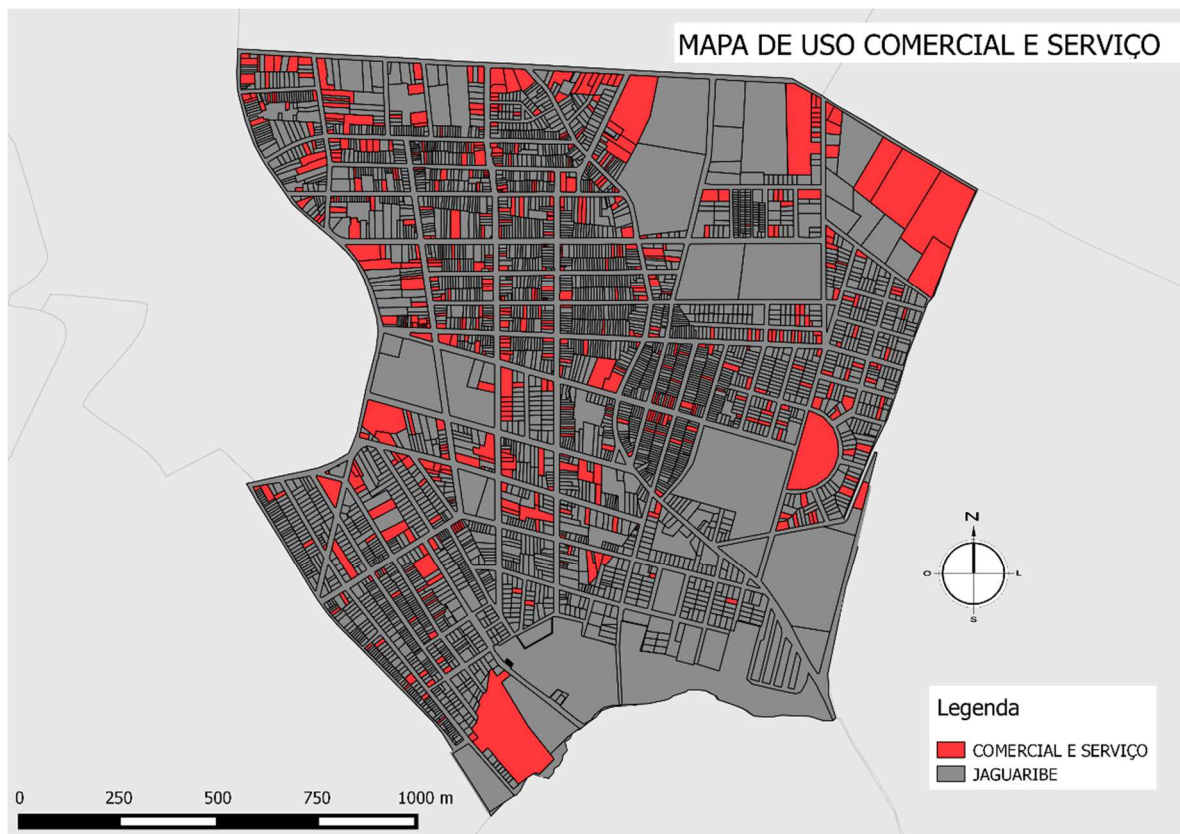 MAPA DE USO COMERCIAL E SERVIÇO
N
O
L
S
Legenda
COMERCIAL E SERVIÇO
JAGUARIBE
0 250 500 750 1000 m